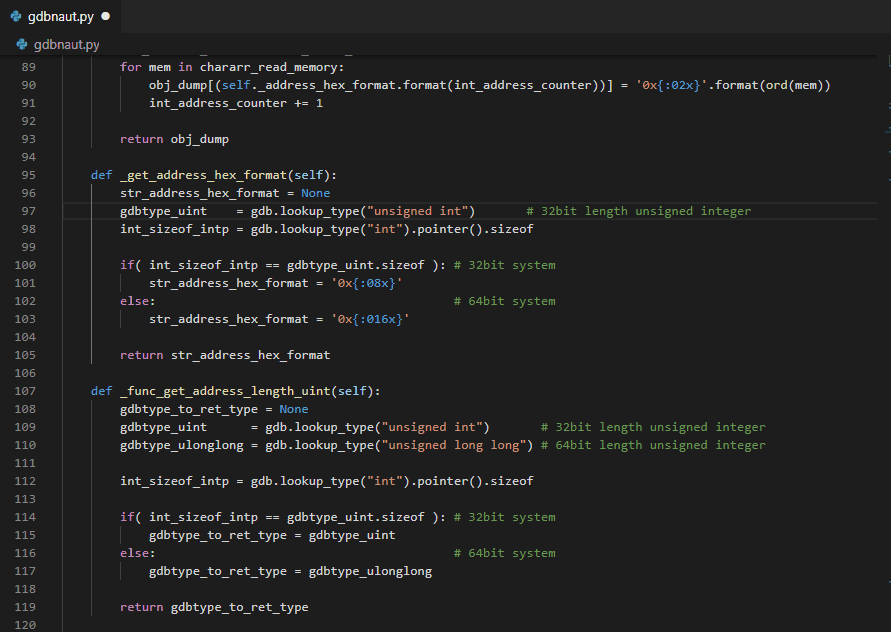 gdbnaut.py
gdbnaut.py
89 for mem in chararr_read_memory:
90 obj_dump[(self._address_hex_format.format(int_address_counter))] = '0x{:02x}'.format(ord(mem))
91 int_address_counter += 1
92
93 return obj_dump
94
95 def _get_address_hex_format(self):
96 str_address_hex_format = None
97 gdbtype_uint    = gdb.lookup_type("unsigned int")       # 32bit length unsigned integer
98 int_sizeof_intp = gdb.lookup_type("int").pointer().sizeof
99
100 if( int_sizeof_intp == gdbtype_uint.sizeof ): # 32bit system
101 str_address_hex_format = '0x{:08x}'
102 else:                                         # 64bit system
103 str_address_hex_format = '0x{:016x}'
104
105 return str_address_hex_format
106
107 def _func_get_address_length_uint(self):
108 gdbtype_to_ret_type = None
109 gdbtype_uint      = gdb.lookup_type("unsigned int")       # 32bit length unsigned integer
110 gdbtype_ulonglong = gdb.lookup_type("unsigned long long") # 64bit length unsigned integer
111
112 int_sizeof_intp = gdb.lookup_type("int").pointer().sizeof
113
114 if( int_sizeof_intp == gdbtype_uint.sizeof ): # 32bit system
115 gdbtype_to_ret_type = gdbtype_uint
116 else:                                         # 64bit system
117 gdbtype_to_ret_type = gdbtype_ulonglong
118
119 return gdbtype_to_ret_type
120